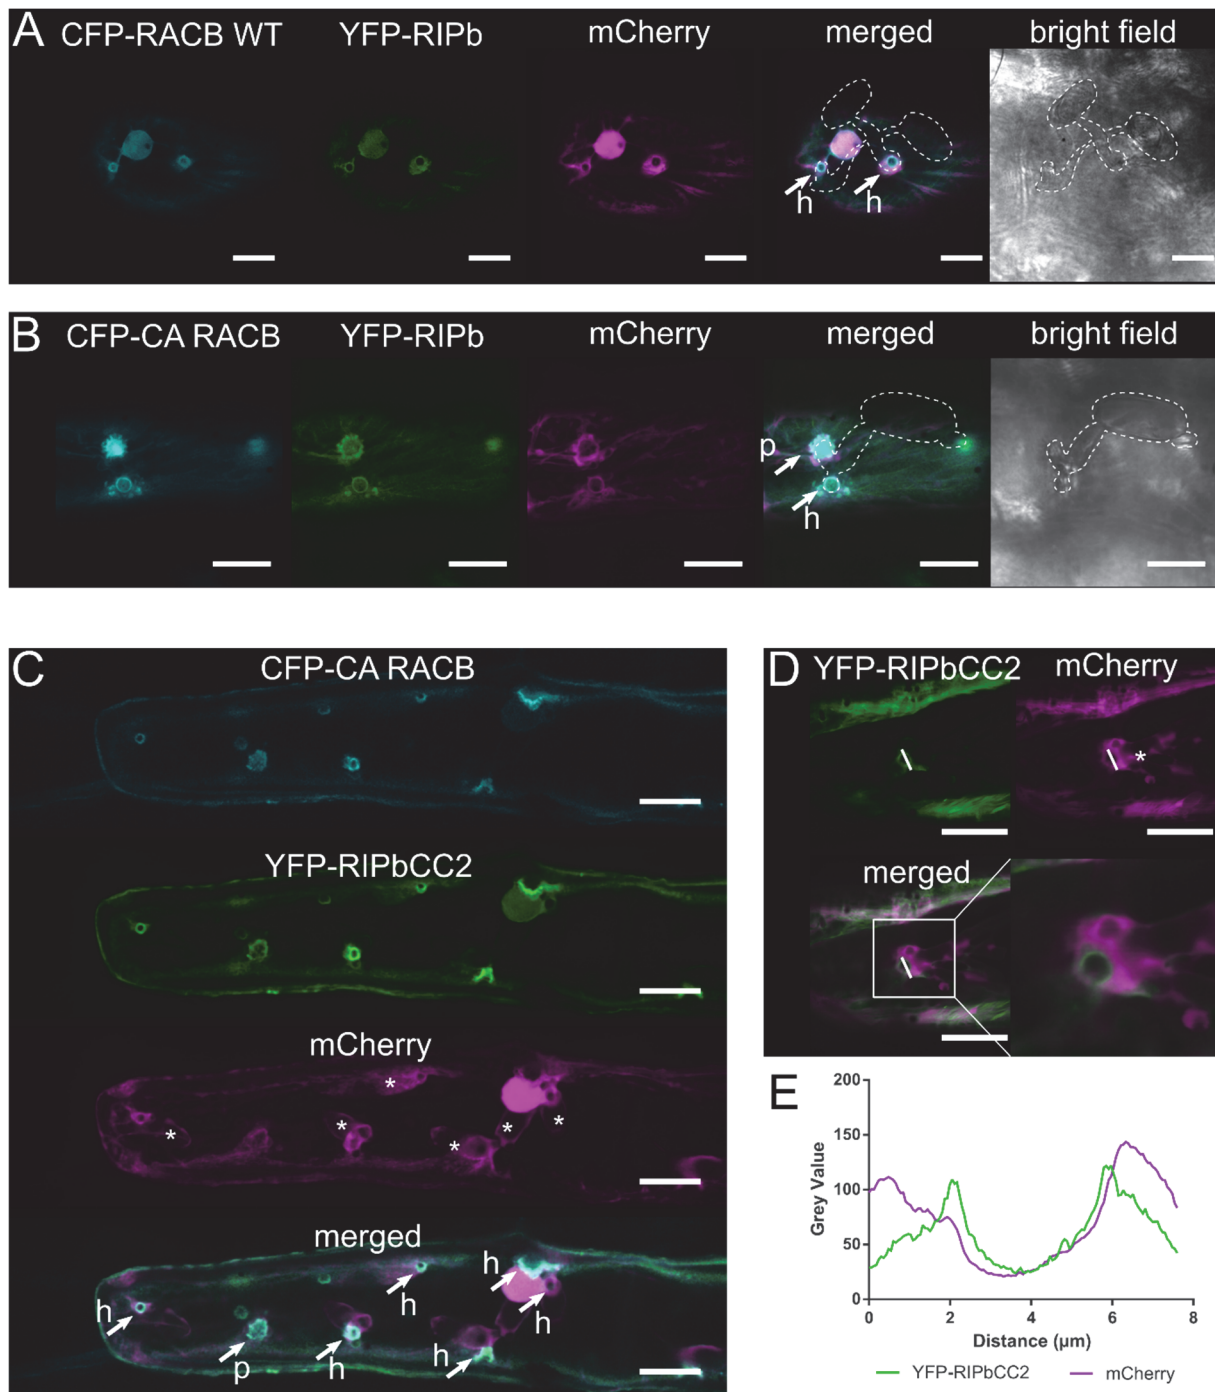 A
CFP-RACB WT YFP-RIPb mCherry merged bright field
h h
B
CFP-CA RACB YFP-RIPb mCherry merged bright field
p
h
C
CFP-CA RACB
YFP-RIPbCC2
mCherry
*
* * * * *
merged
h h h
h
p h h
D
YFP-RIPbCC2 mCherry
*
merged
E
200
150
100
50
0
Grey Value
0 2 4 6 8
Distance (µm)
YFP-RIPbCC2 mCherry